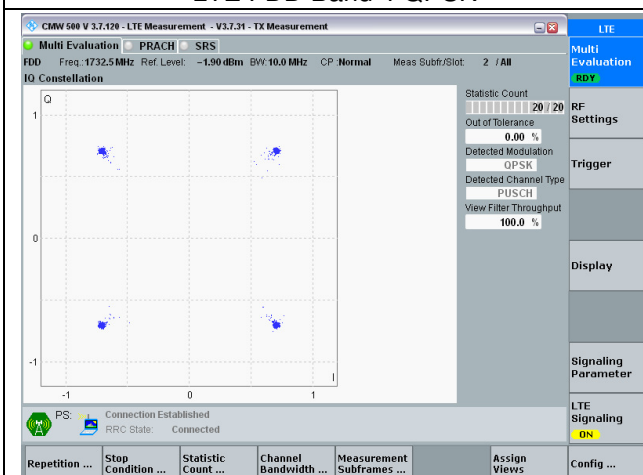 CMW 500 V 3.7.120 - LTE Measurement - V3.7.31 - TX Measurement
LTE
Multi Evaluation PRACH SRS
FDD Freq.:1732.5 MHz Ref. Level: -1.90 dBm BW:10.0 MHz CP :Normal Meas Subfr./Slot: 2 / All
IQ Constellation
Q
1
0
-1
-1 0 1
I
Statistic Count
20 / 20
Out of Tolerance
0.00 %
Detected Modulation
QPSK
Detected Channel Type
PUSCH
View Filter Throughput
100.0 %
Multi
Evaluation
RDY
RF
Settings
Trigger
Display
Signaling
Parameter
LTE
Signaling
ON
PS: Connection Established
RRC State: Connected
Repetition ...
Stop
Condition ...
Statistic
Count ...
Channel
Bandwidth ...
Measurement
Subframes ...
Assign
Views
Config ...